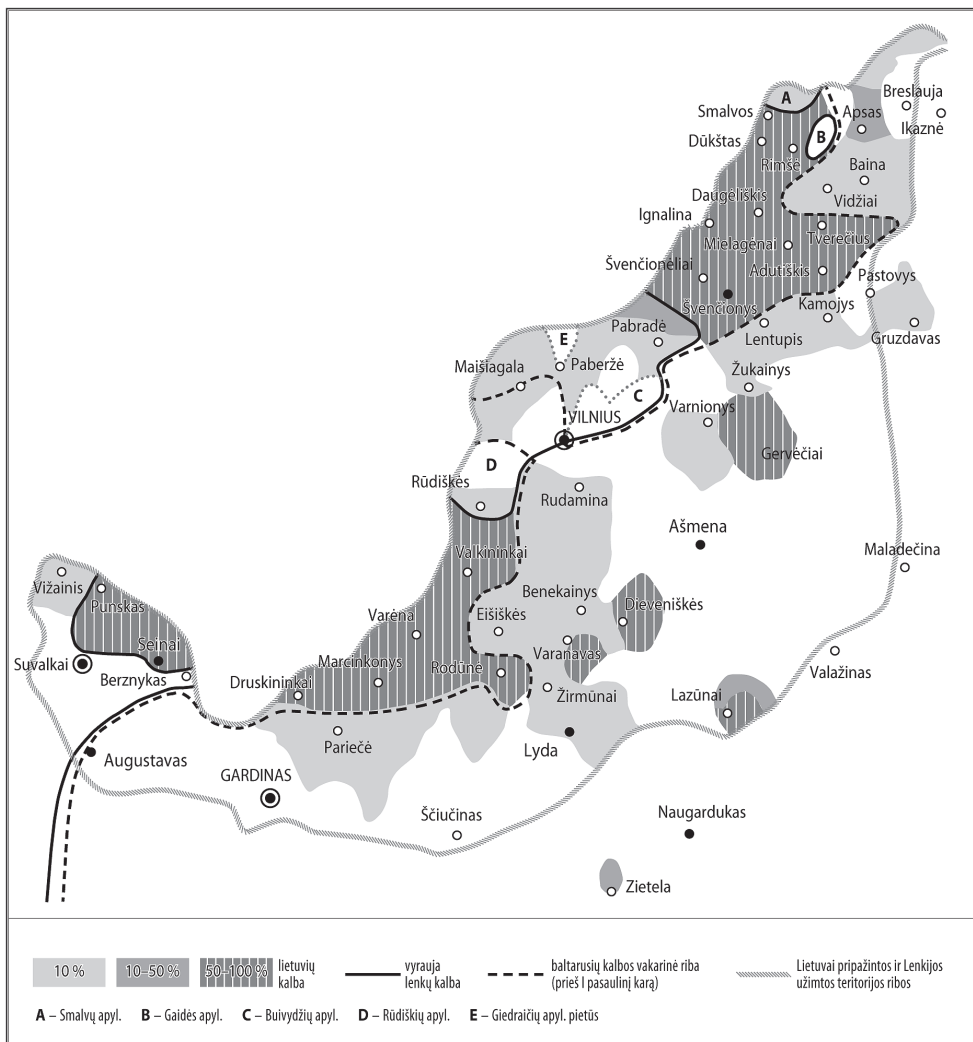 A
Breslauja
Smalvos
Apsas
Ikaznė
Dūkštas
B
Rimšė
Baina
Daugėliškis
Vidžiai
Ignalina
Mielagėnai
Tverečius
Švenčionėliai
Adutiškis
Pastovys
Švenčionys
Kamojys
Pabradė
Lentupis
Gruzdavas
E
Maišiagala
Paberžė
Žukainys
C
Varnionys
VILNIUS
Gervėčiai
D
Rūdiškės
Rudamina
Ašmena
Valkininkai
Maladečina
Vižainis
Punskas
Benekainys
Dieveniškės
Varėna
Eišiškės
Seinai
Varanavas
Suvalkai
Marcinkonys
Rodūnė
Berznykas
Druskininkai
Žirmūnai
Lazūnai
Valažinas
Pariečė
Lyda
Augustavas
GARDINAS
Ščiučinas
Naugardukas
Zietela
10 %
10–50 %
50–100 %
lietuvių
kalba
vyrauja
lenkų kalba
baltarusių kalbos vakarinė riba
(prieš I pasaulinį karą)
Lietuvai pripažintos ir Lenkijos
užimtos teritorijos ribos
A – Smalvų apyl. B – Gaidės apyl. C – Buivydžių apyl. D – Rūdiškių apyl. E – Giedraičių apyl. pietūs